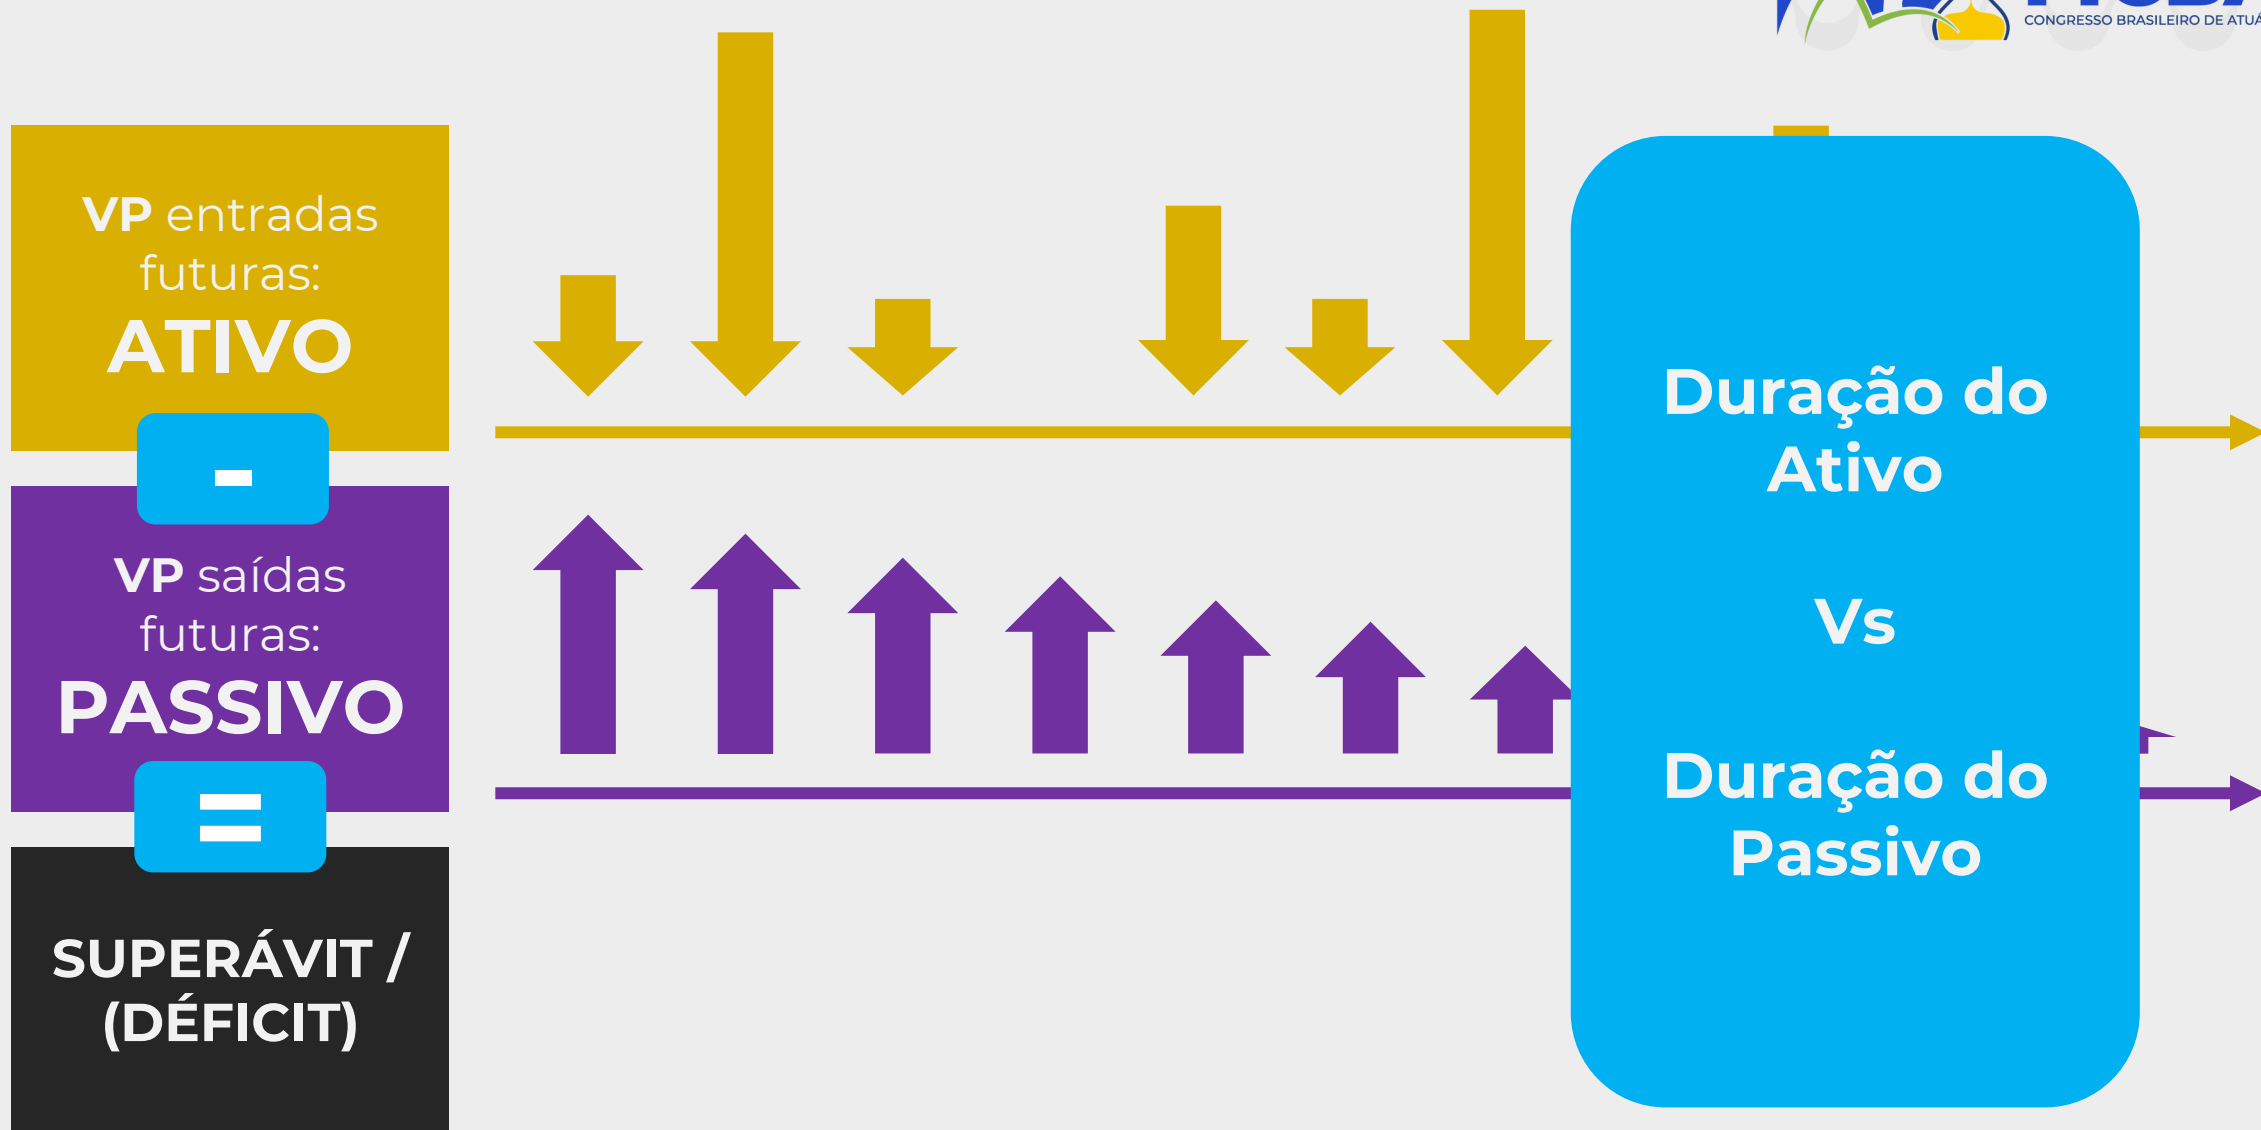 CONGRESSO BRASILEIRO DE
VP entradas
futuras:
ATIVO
-
VP saídas
futuras:
PASSIVO
=
SUPERÁVIT /
(DÉFICIT)
Duração do
Ativo
Vs
Duração do
Passivo